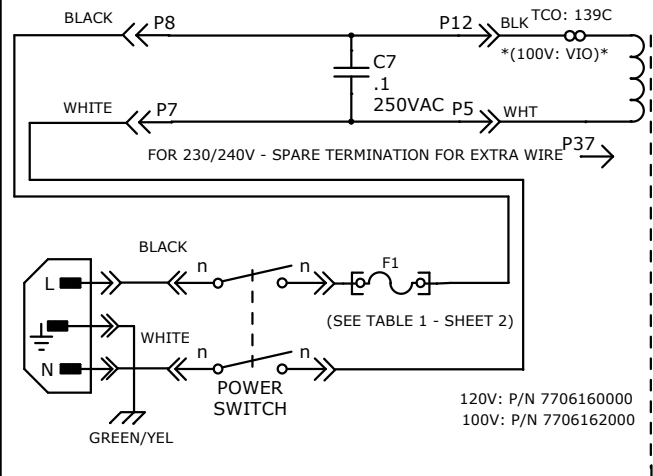 BLACK
P8
P12
BLK
TCO: 139C
*(100V: VIO)*
C7
.1
250VAC
WHITE
P7
P5
WHT
FOR 230/240V - SPARE TERMINATION FOR EXTRA WIRE
P37
BLACK
L
n
n
F1
(SEE TABLE 1 - SHEET 2)
WHITE
N
n
n
POWER
SWITCH
GREEN/YEL
120V: P/N 7706160000
100V: P/N 7706162000